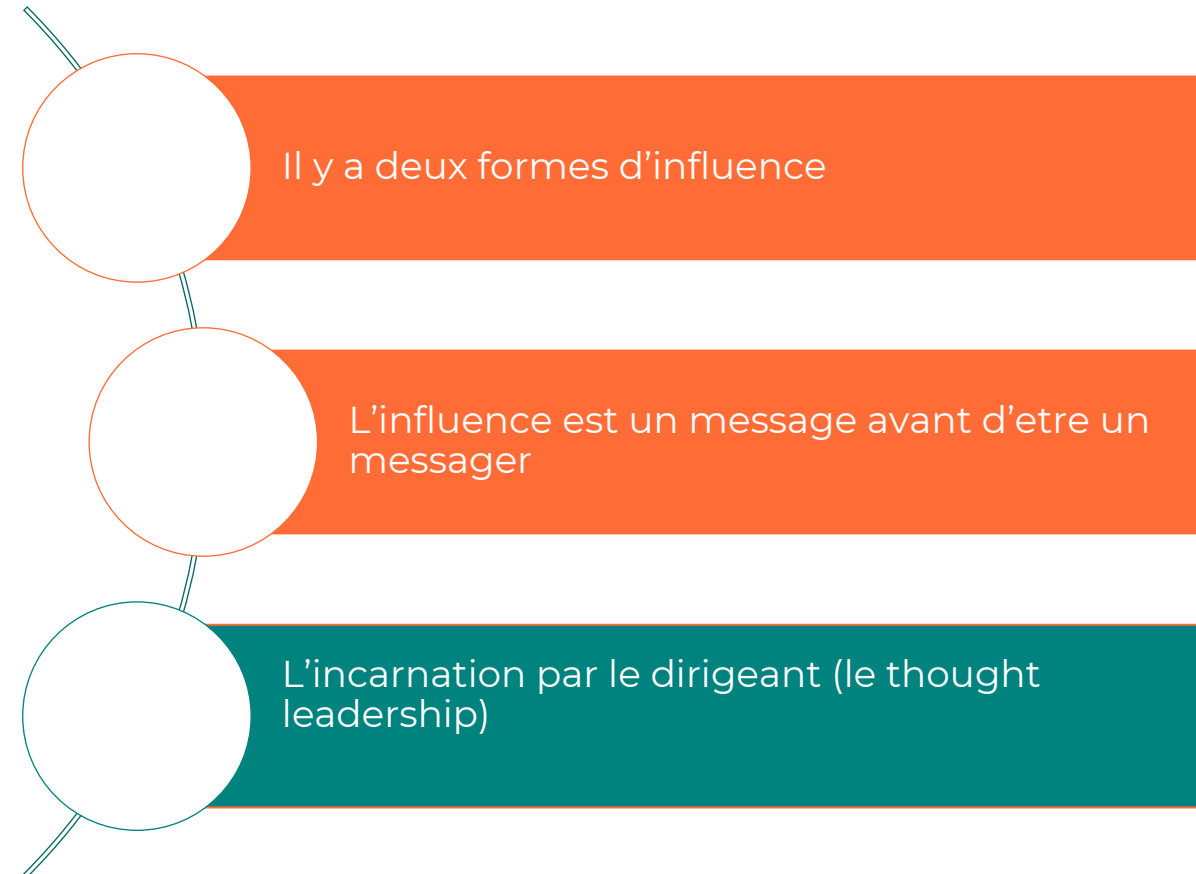 Il y a deux formes d’influence
L’influence est un message avant d’etre un
messager
L’incarnation par le dirigeant (le thought
leadership)